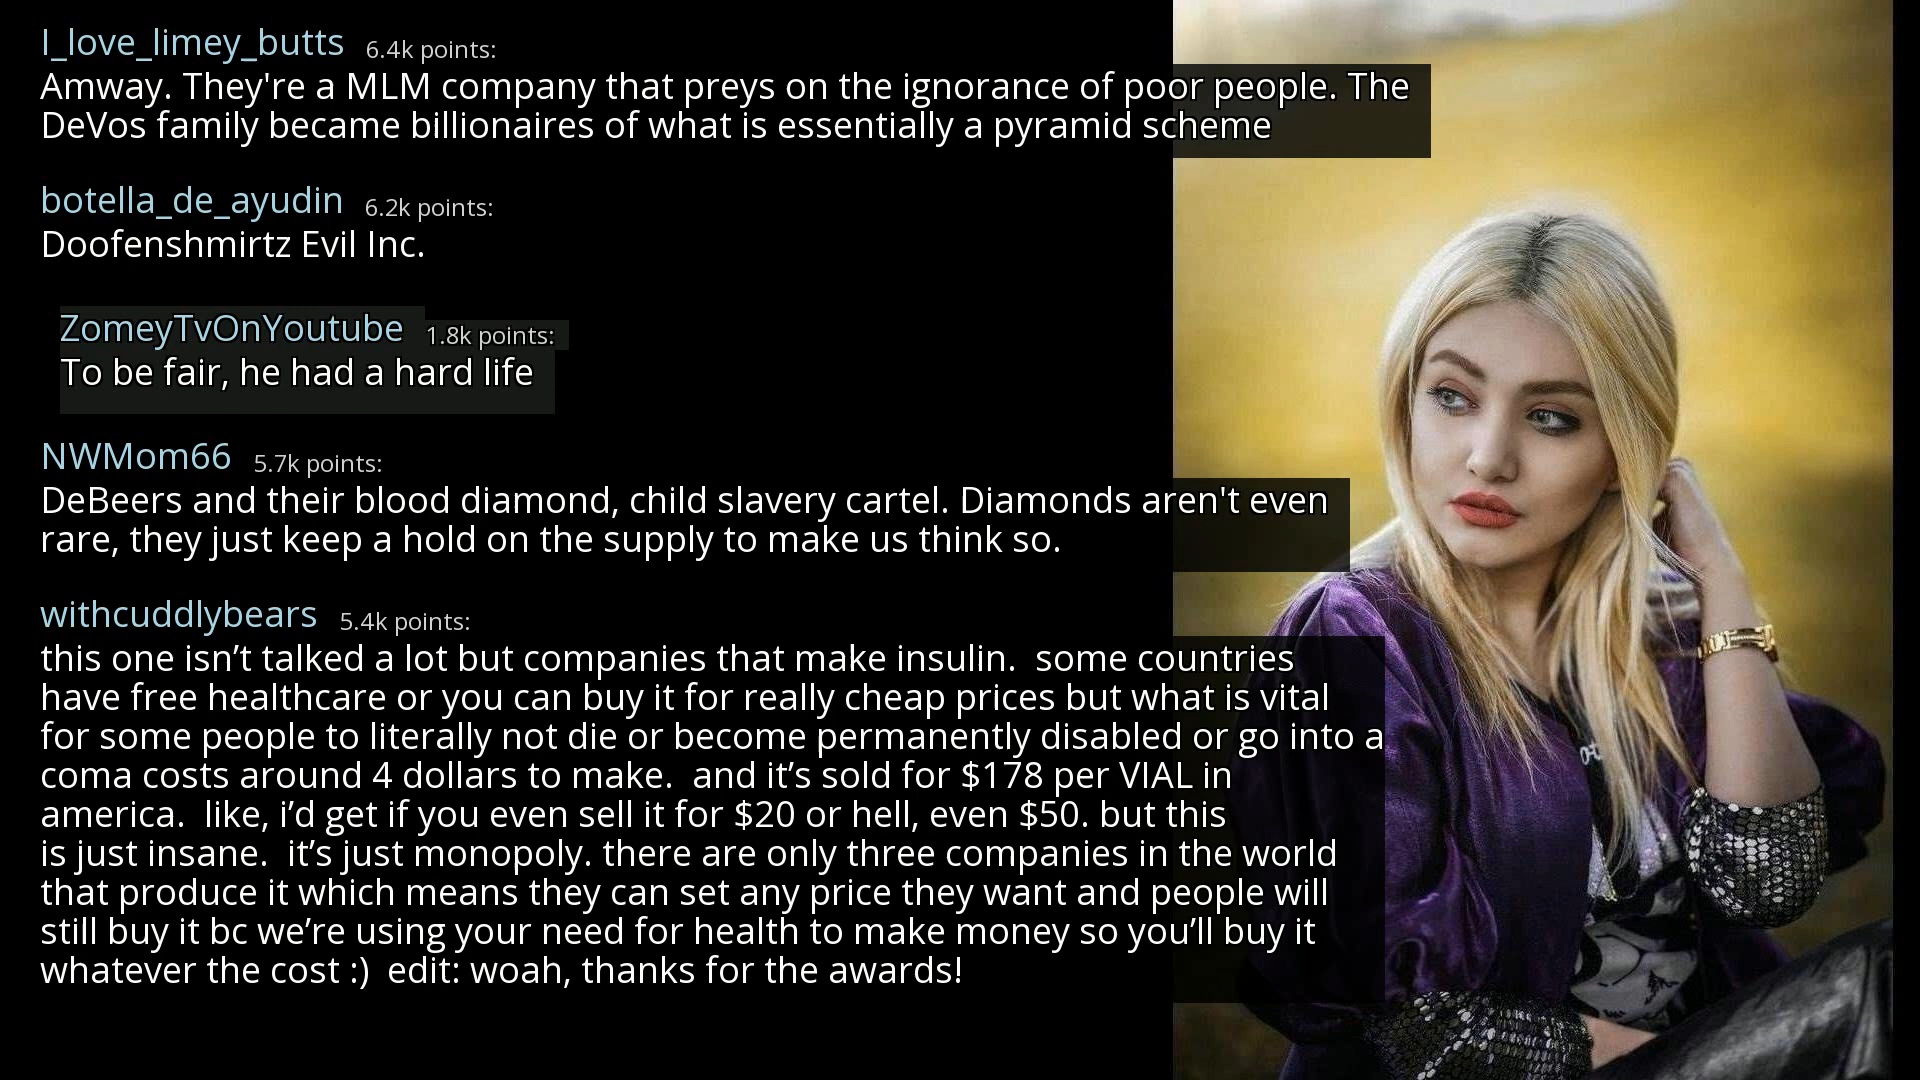 I_love_limey_butts 6.4k points:
Amway. They're a MLM company that preys on the ignorance of poor people. The
DeVos family became billionaires of what is essentially a pyramid scheme
botella_de_ayudin 6.2k points:
Doofenshmirtz Evil Inc.
ZomeyTvOnYoutube 1.8k points:
To be fair, he had a hard life
NWMom66 5.7k points:
DeBeers and their blood diamond, child slavery cartel. Diamonds aren't even
rare, they just keep a hold on the supply to make us think so.
withcuddlybears 5.4k points:
this one isn’t talked a lot but companies that make insulin.  some countries
have free healthcare or you can buy it for really cheap prices but what is vital
for some people to literally not die or become permanently disabled or go into a
coma costs around 4 dollars to make.  and it’s sold for $178 per VIAL in
america.  like, i’d get if you even sell it for $20 or hell, even $50. but this
is just insane.  it’s just monopoly. there are only three companies in the world
that produce it which means they can set any price they want and people will
still buy it bc we’re using your need for health to make money so you’ll buy it
whatever the cost :)  edit: woah, thanks for the awards!